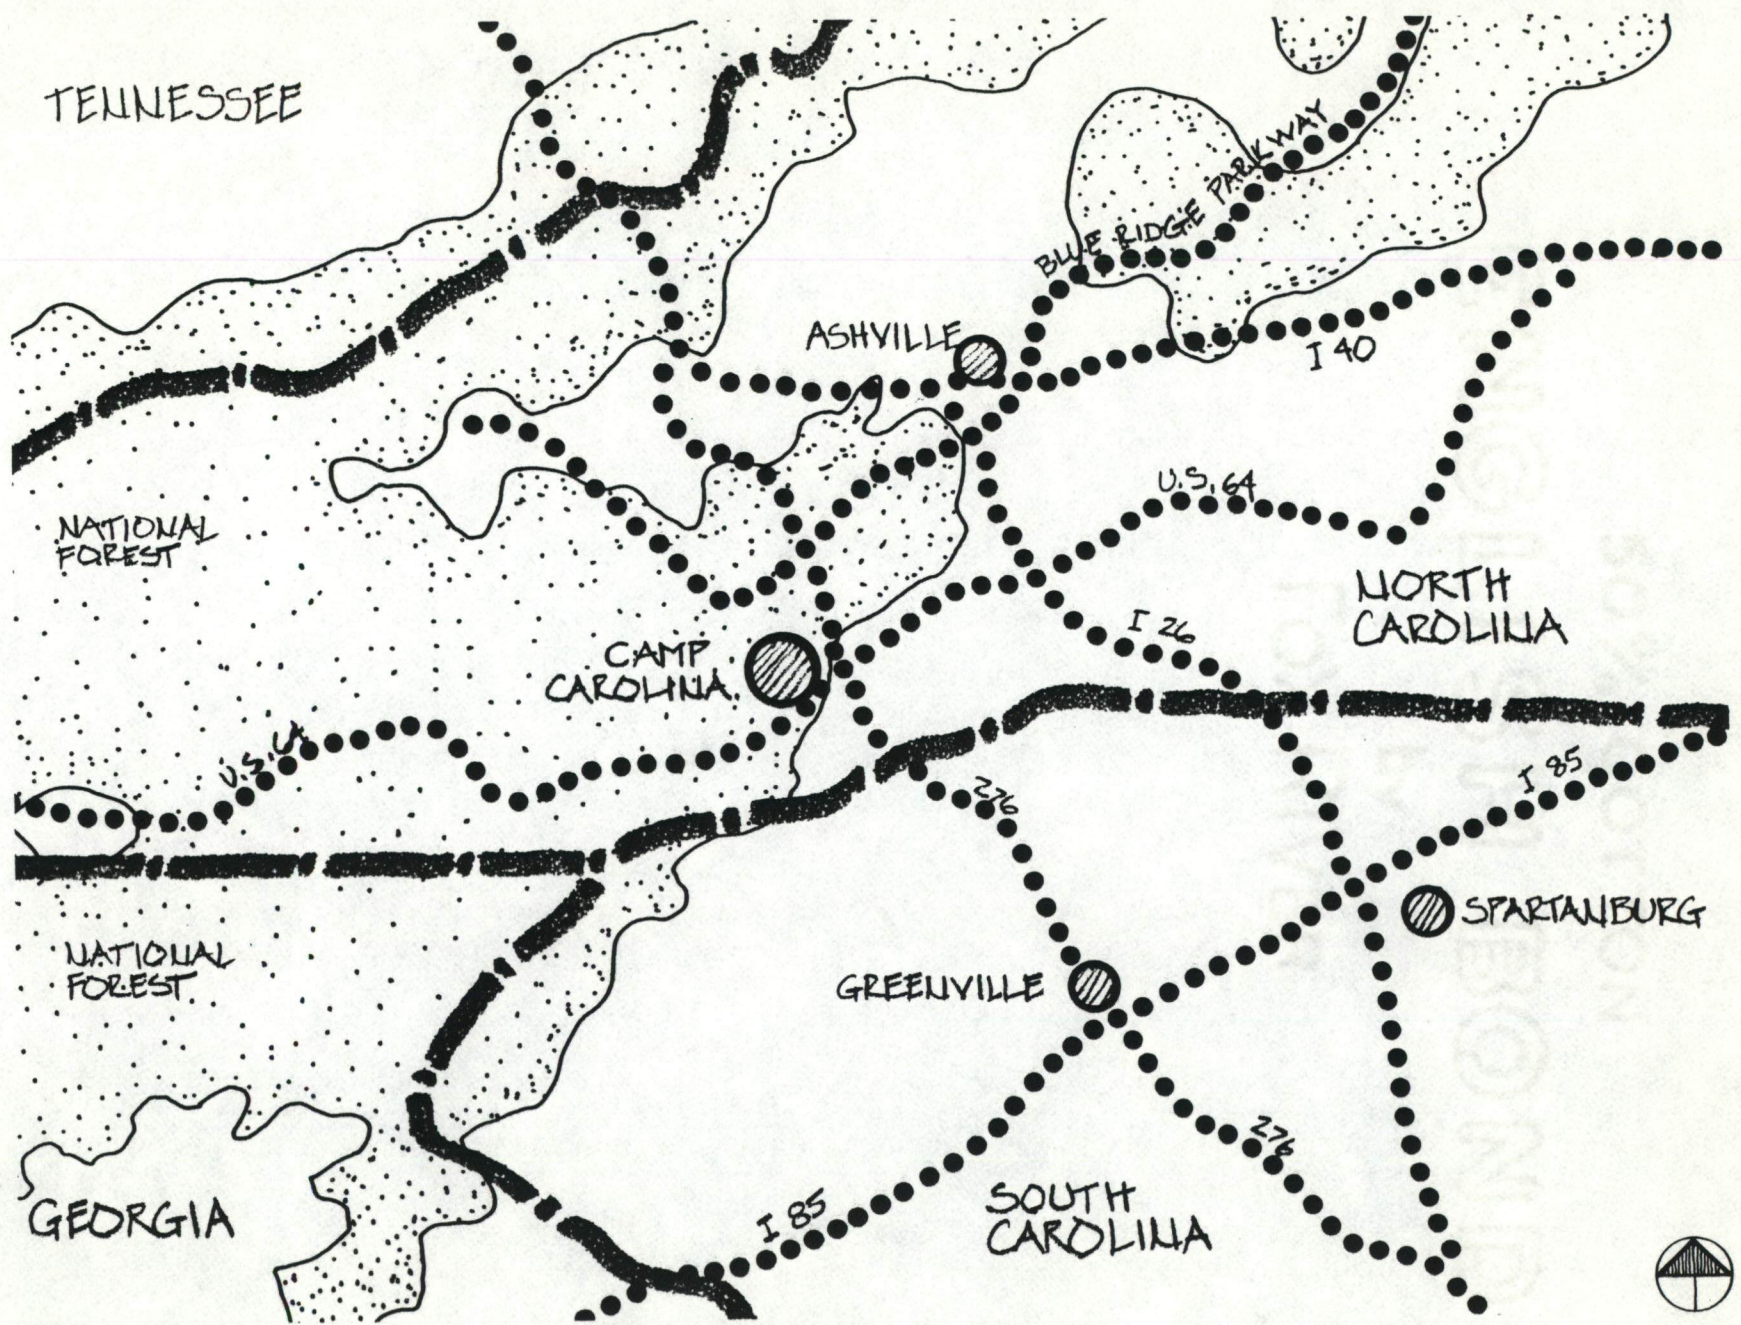 TENNESSEE
BLUE RIDGE PARKWAY
ASHVILLE
I 40
U.S. 64
NATIONAL
FOREST
NORTH
CAROLINA
I 26
CAMP
CAROLINA
U.S. 64
I 85
276
SPARTANBURG
NATIONAL
FOREST
GREENVILLE
276
GEORGIA
I 85
SOUTH
CAROLINA